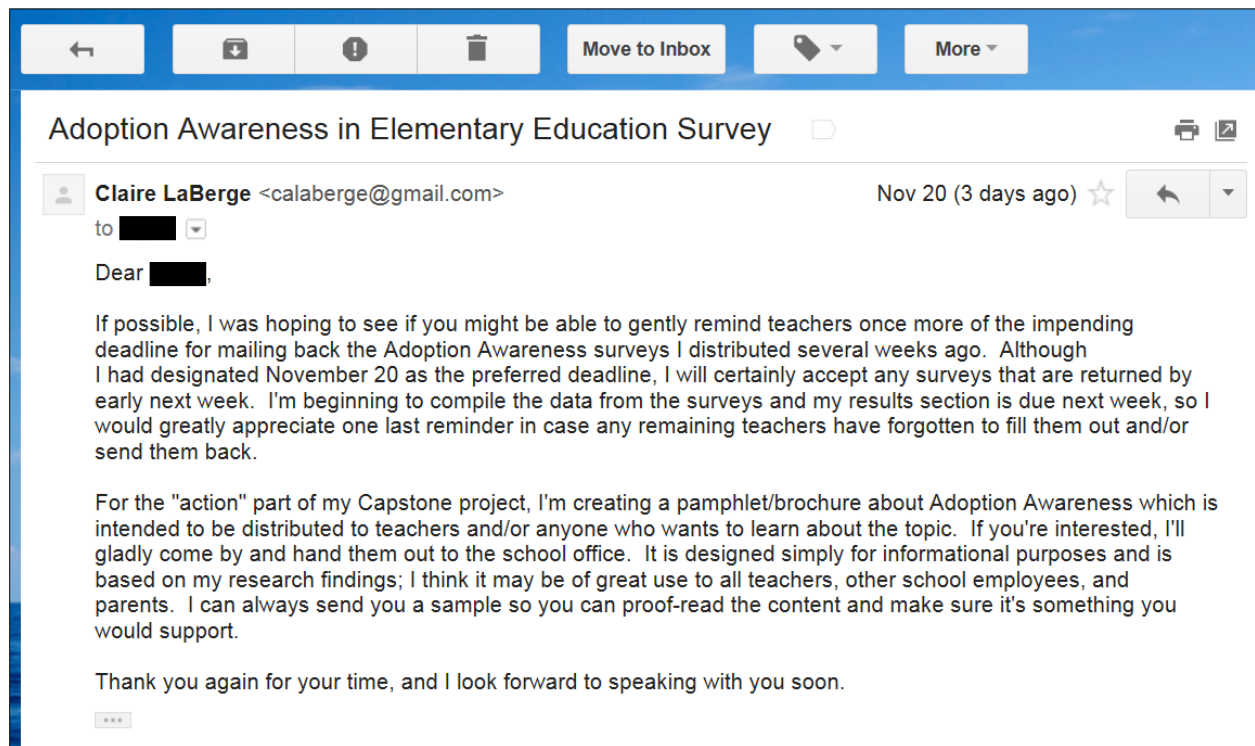 Move to Inbox
More
Adoption Awareness in Elementary Education Survey
Claire LaBerge <calaberge@gmail.com>
Nov 20 (3 days ago)
to
Dear ,
If possible, I was hoping to see if you might be able to gently remind teachers once more of the impending
deadline for mailing back the Adoption Awareness surveys I distributed several weeks ago.  Although
I had designated November 20 as the preferred deadline, I will certainly accept any surveys that are returned by
early next week.  I'm beginning to compile the data from the surveys and my results section is due next week, so I
would greatly appreciate one last reminder in case any remaining teachers have forgotten to fill them out and/or
send them back.
For the "action" part of my Capstone project, I'm creating a pamphlet/brochure about Adoption Awareness which is
intended to be distributed to teachers and/or anyone who wants to learn about the topic.  If you're interested, I'll
gladly come by and hand them out to the school office.  It is designed simply for informational purposes and is
based on my research findings; I think it may be of great use to all teachers, other school employees, and
parents.  I can always send you a sample so you can proof-read the content and make sure it's something you
would support.
Thank you again for your time, and I look forward to speaking with you soon.